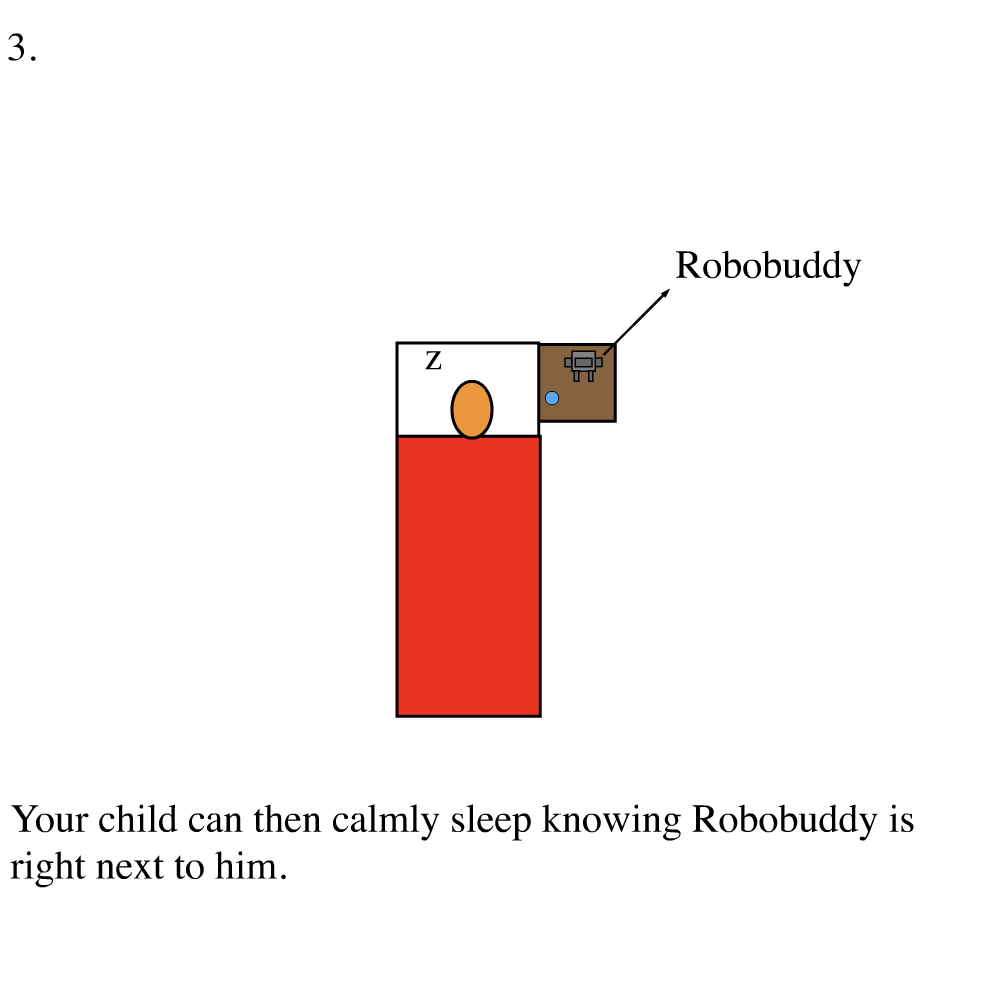 3.
Robobuddy
z
Your child can then calmly sleep knowing Robobuddy is
right next to him.